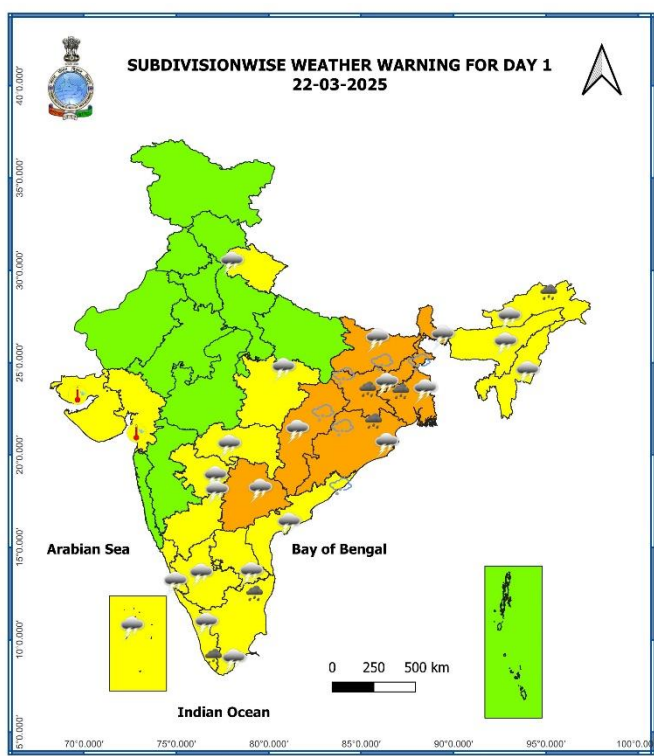 SUBDIVISIONWISE WEATHER WARNING FOR DAY 1
22-03-2025
40°0.000'
35°0.000'
30°0.000'
25°0.000'
20°0.000'
15°0.000'
10°0.000'
5°0.000'
Arabian Sea
Bay of Bengal
0 250 500 km
Indian Ocean
70°0.000' 75°0.000' 80°0.000' 85°0.000' 90°0.000' 95°0.000' 100°0.0